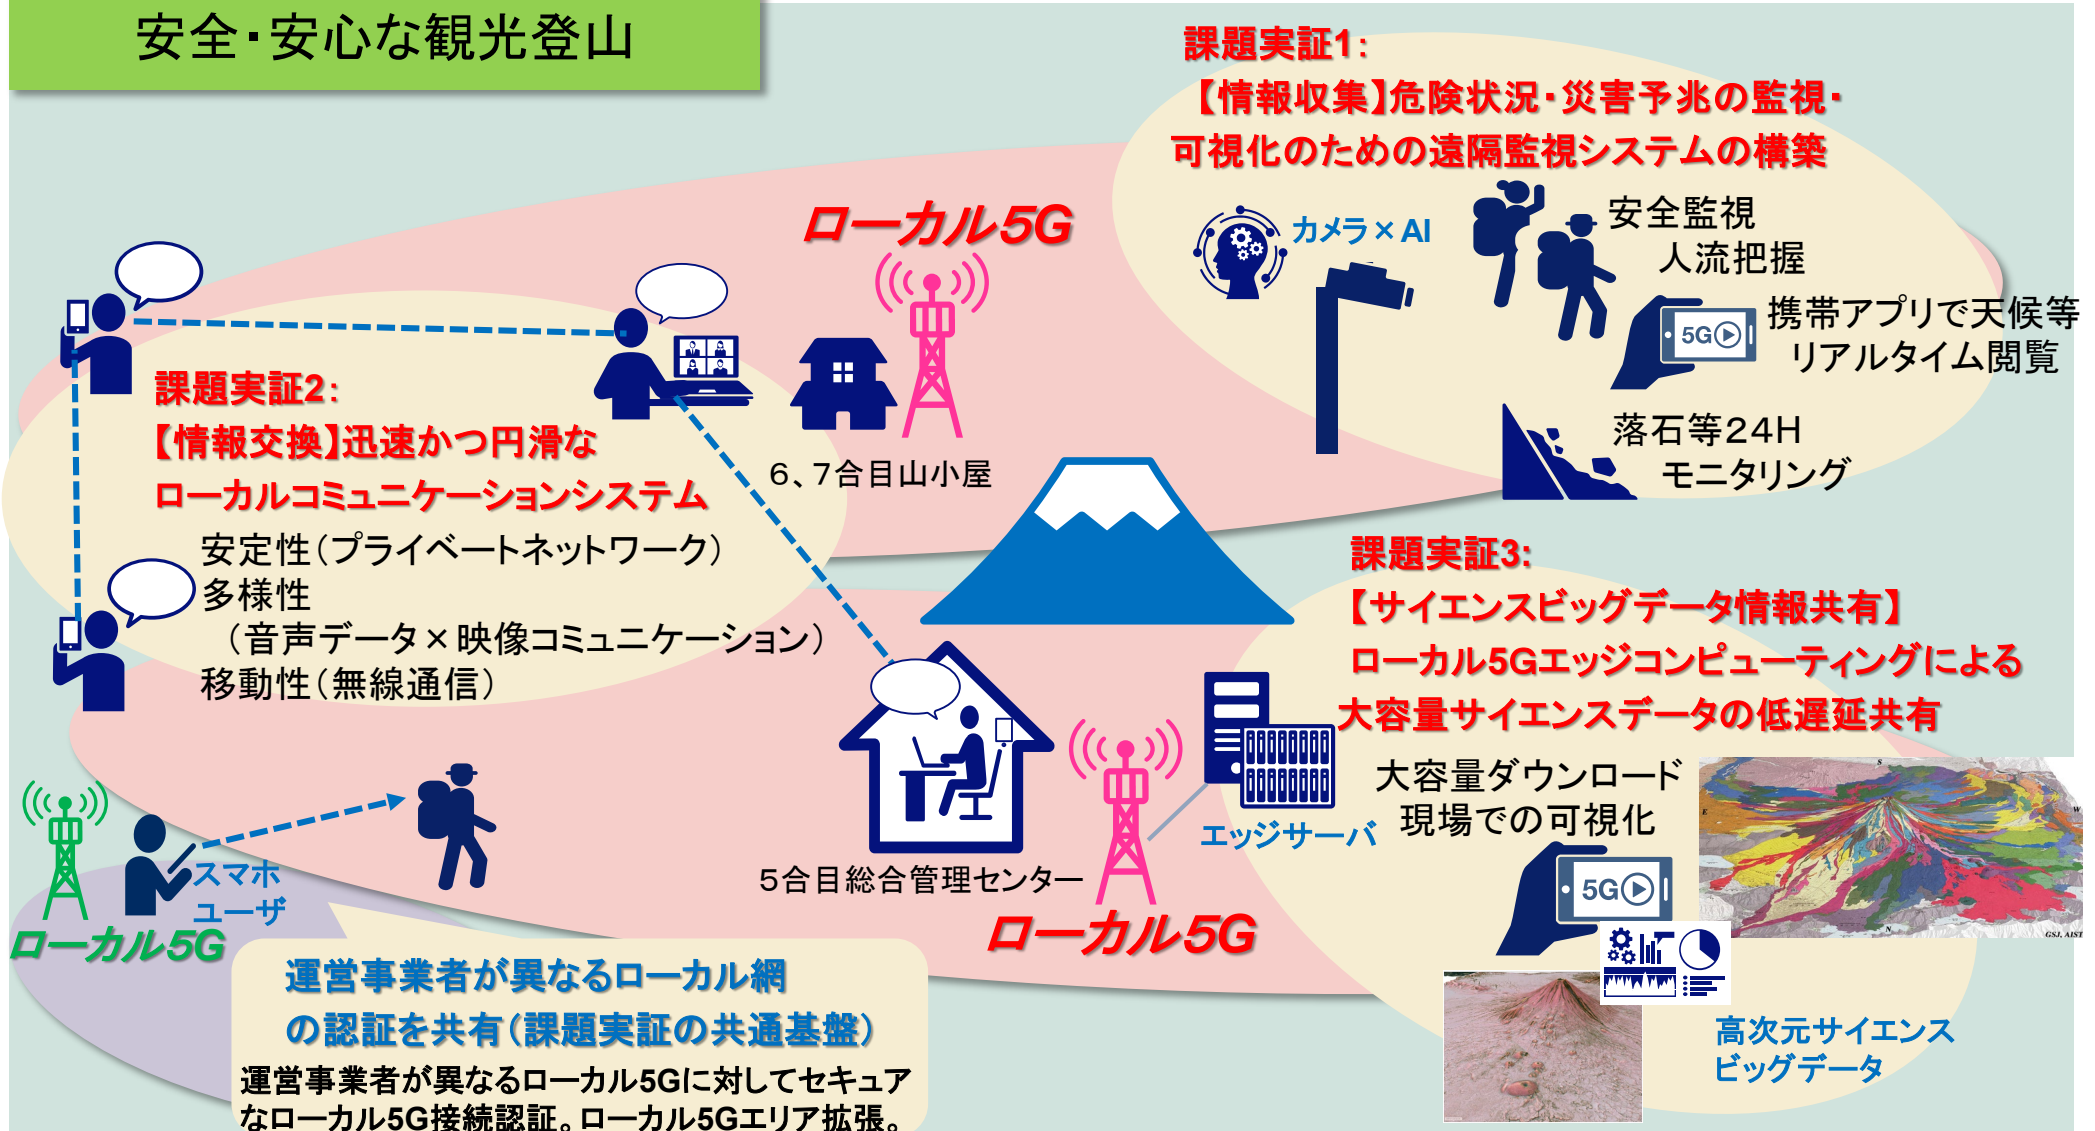 安全・安心な観光登山
課題実証1：
【情報収集】危険状況・災害予兆の監視・
可視化のための遠隔監視システムの構築
カメラ×AI
安全監視
人流把握
5G
携帯アプリで天候等
リアルタイム閲覧
落石等24H
モニタリング
ローカル5G
6、7合目山小屋
課題実証2：
【情報交換】迅速かつ円滑な
ローカルコミュニケーションシステム
安定性（プライベートネットワーク）
多様性
（音声データ×映像コミュニケーション）
移動性（無線通信）
課題実証3：
【サイエンスビッグデータ情報共有】
ローカル5Gエッジコンピューティングによる
大容量サイエンスデータの低遅延共有
大容量ダウンロード
現場での可視化
5G
エッジサーバ
5合目総合管理センター
ローカル5G
S
E
W
N
GSJ, AIST
高次元サイエンス
ビッグデータ
スマホ
ユーザ
ローカル5G
運営事業者が異なるローカル網
の認証を共有（課題実証の共通基盤）
運営事業者が異なるローカル5Gに対してセキュア
なローカル5G接続認証。ローカル5Gエリア拡張。